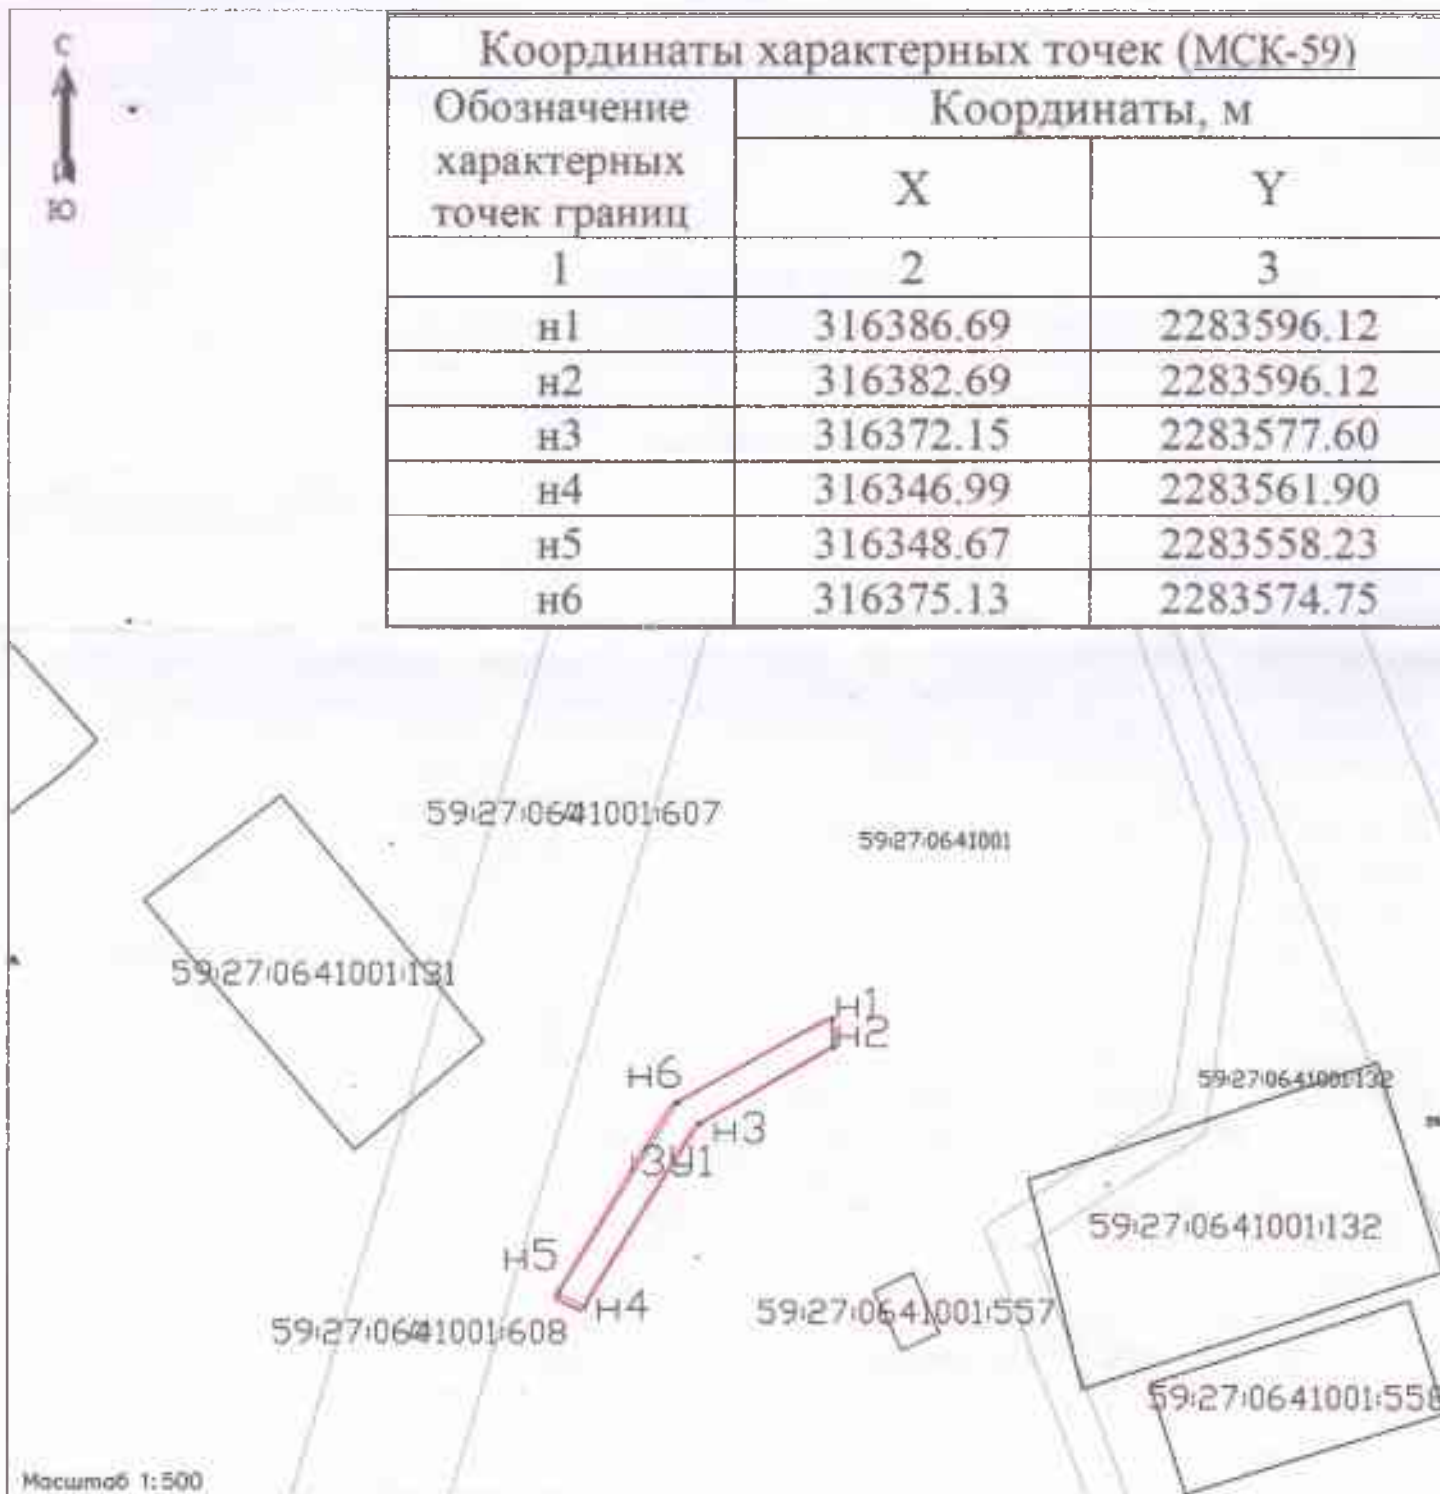 С
Ю
Координаты характерных точек (МСК-59)
Обозначение характерных точек границ
Координаты, м
X
Y
1
2
3
н1 316386.69 2283596.12
н2 316382.69 2283596.12
н3 316372.15 2283577.60
н4 316346.99 2283561.90
н5 316348.67 2283558.23
н6 316375.13 2283574.75
59:27:0641001:607
59:27:0641001
59:27:0641001:131
н1
н2
н6
59:27:0641001:132
н3
:ЗУ1
59:27:0641001:132
н5
н4
59:27:0641001:557
59:27:0641001:608
59:27:0641001:558
Масштаб 1:500